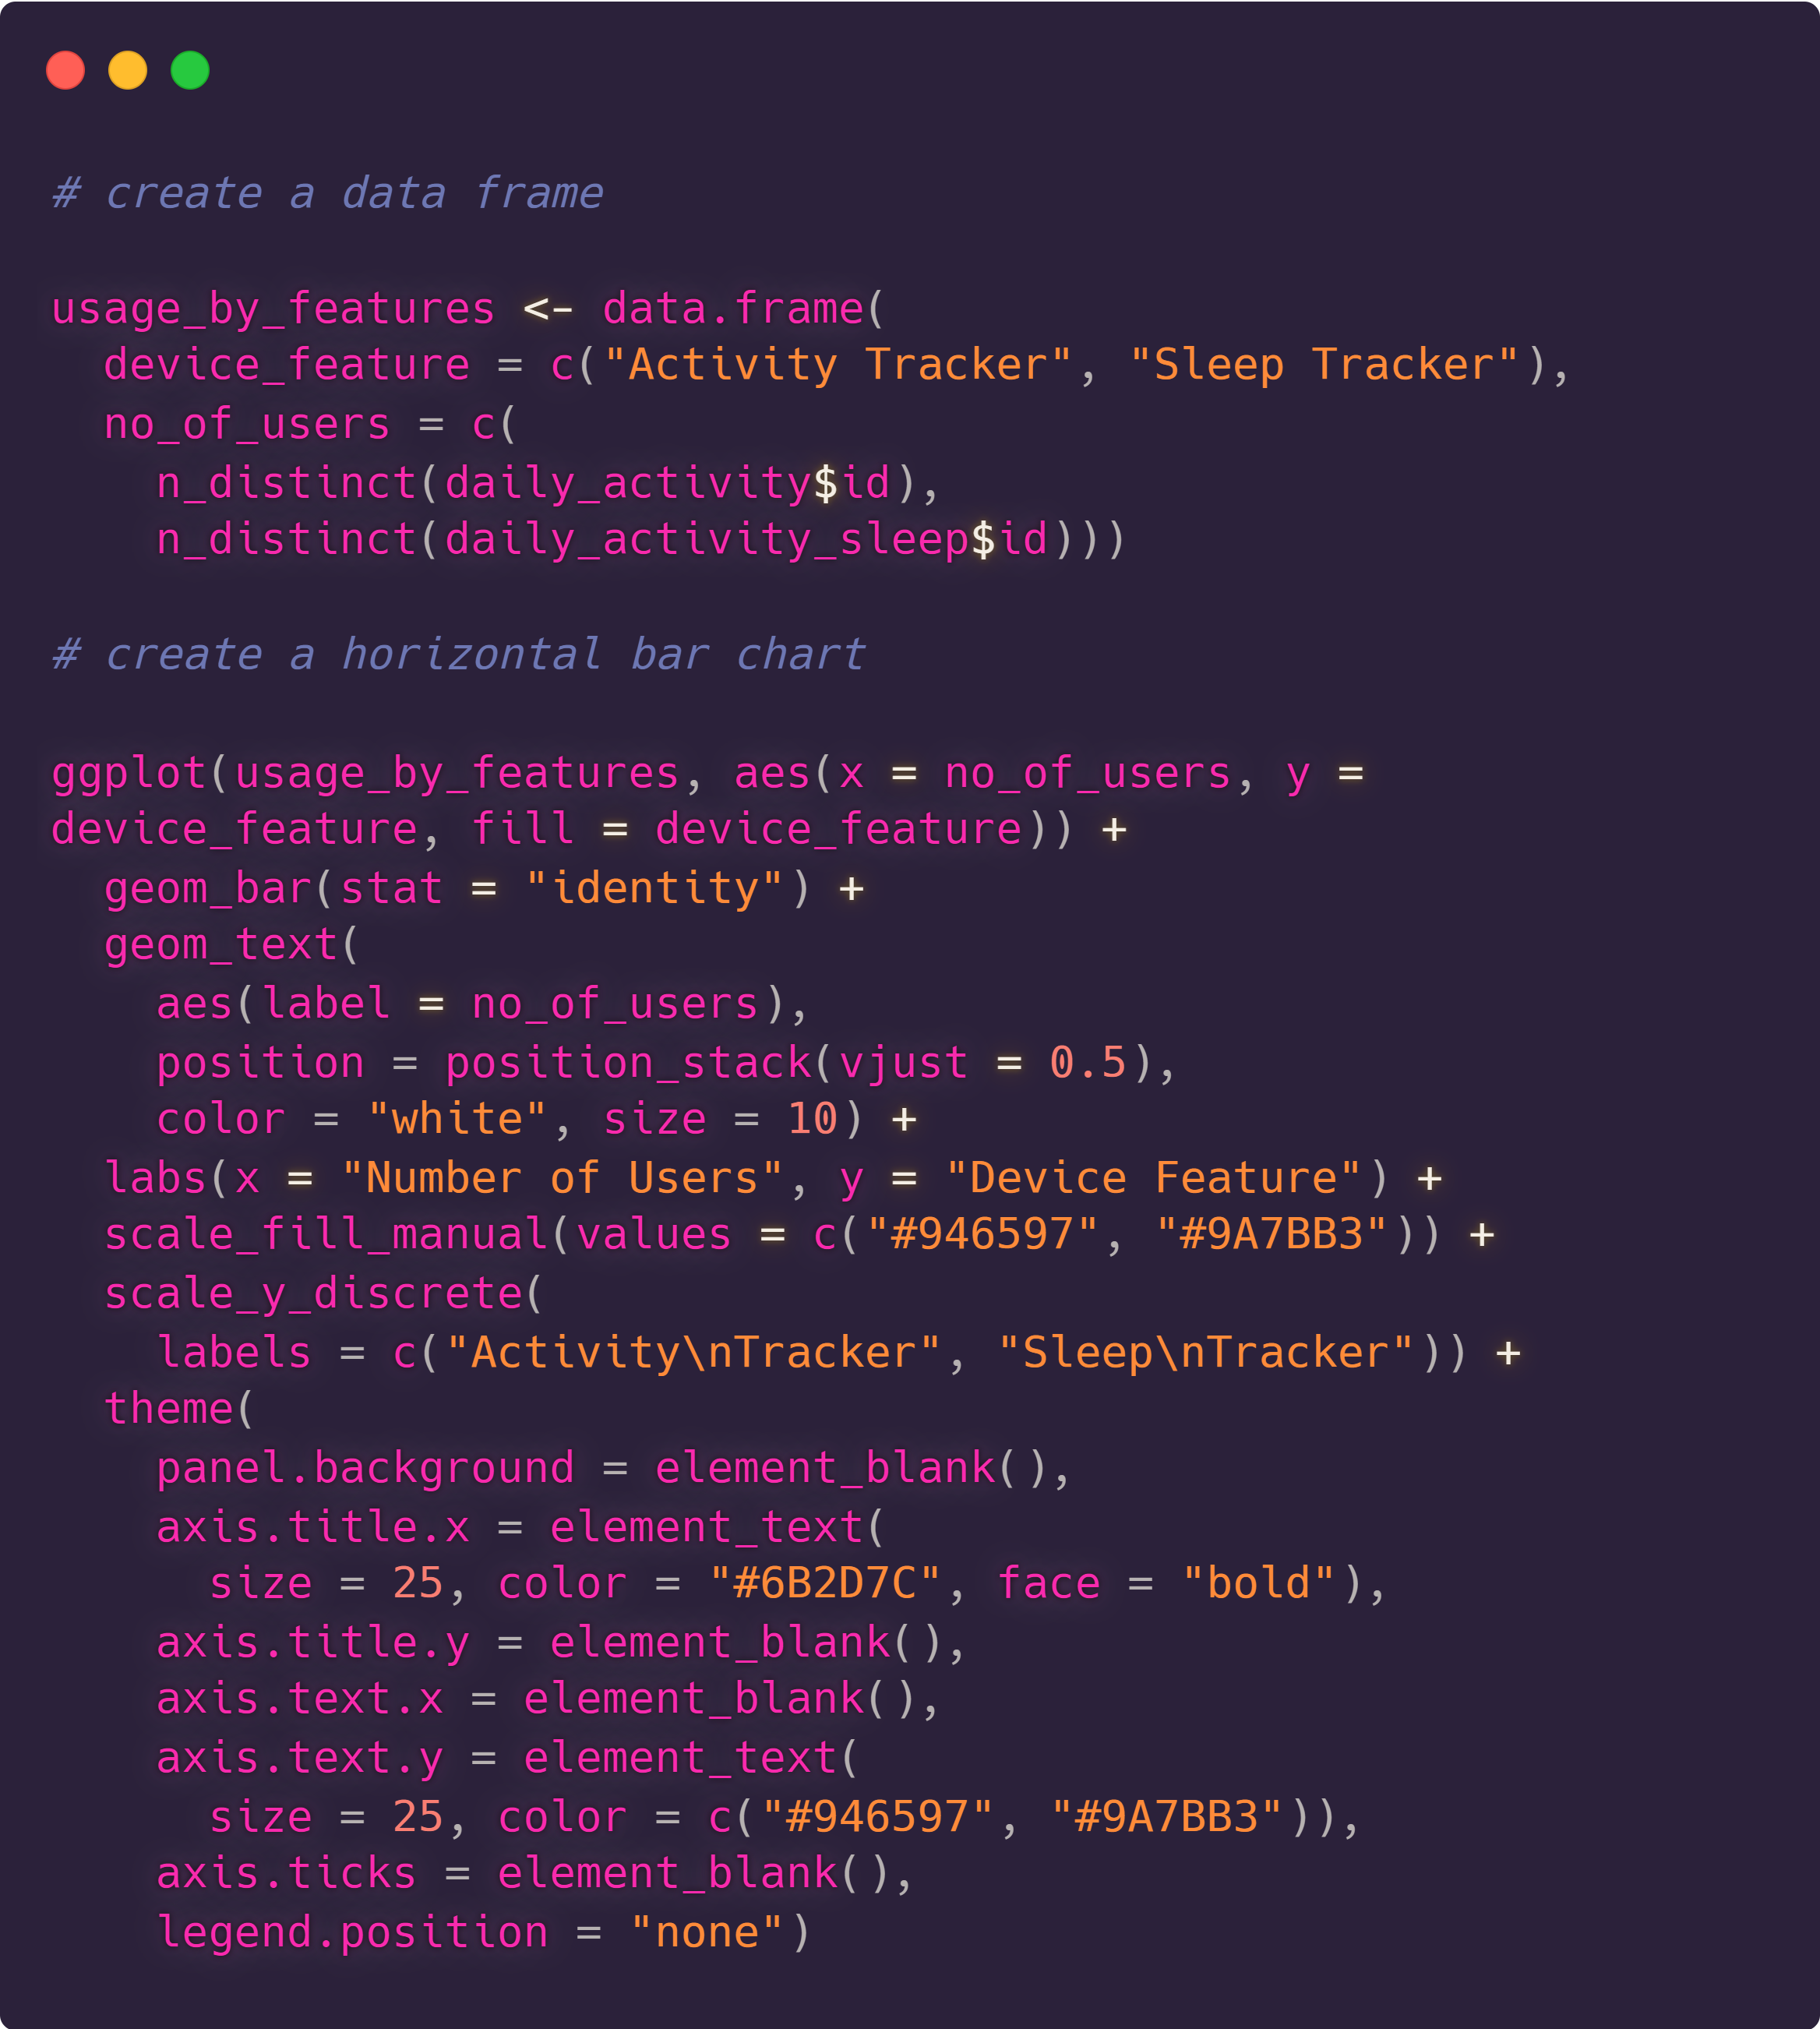 # create a data frame

usage_by_features <- data.frame(
  device_feature = c("Activity Tracker", "Sleep Tracker"),
  no_of_users = c(
    n_distinct(daily_activity$id),
    n_distinct(daily_activity_sleep$id)))

# create a horizontal bar chart

ggplot(usage_by_features, aes(x = no_of_users, y =
device_feature, fill = device_feature)) +
  geom_bar(stat = "identity") +
  geom_text(
    aes(label = no_of_users),
    position = position_stack(vjust = 0.5),
    color = "white", size = 10) +
  labs(x = "Number of Users", y = "Device Feature") +
  scale_fill_manual(values = c("#946597", "#9A7BB3")) +
  scale_y_discrete(
    labels = c("Activity\nTracker", "Sleep\nTracker")) +
  theme(
    panel.background = element_blank(),
    axis.title.x = element_text(
      size = 25, color = "#6B2D7C", face = "bold"),
    axis.title.y = element_blank(),
    axis.text.x = element_blank(),
    axis.text.y = element_text(
      size = 25, color = c("#946597", "#9A7BB3")),
    axis.ticks = element_blank(),
    legend.position = "none")